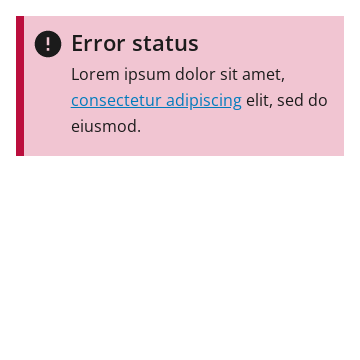 Error status
Lorem ipsum dolor sit amet,
consectetur adipiscing elit, sed do
eiusmod.